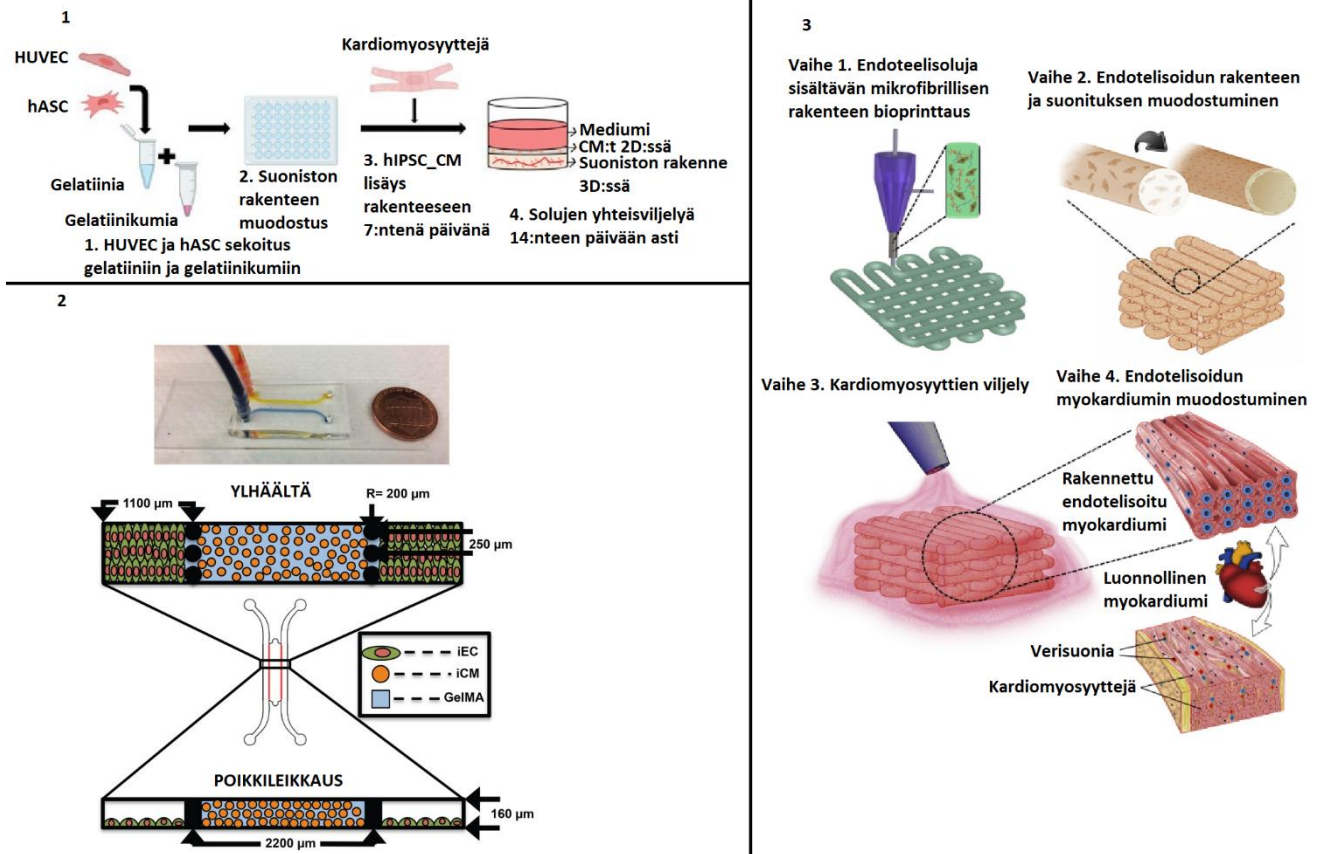 1
HUVEC
hASC
Gelatiinia
Gelatiinikumia
1. HUVEC ja hASC sekoitus
gelatiiniin ja gelatiinikumiin
2. Suoniston
rakenteen
muodostus
Kardiomyosyyttejä
3. hIPSC_CM
lisäys
rakenteeseen
7:ntenä päivänä
Mediumi
CM:t 2D:ssä
Suoniston rakenne
3D:ssä
4. Solujen yhteisviljelyä
14:nteen päivään asti
2
YLHÄÄLTÄ
1100 µm
R= 200 µm
250 µm
iEC
iCM
GelMA
POIKKILEIKKAUS
160 µm
2200 µm
3
Vaihe 1. Endoteelisoluja
sisältävän mikrofibrillisen
rakenteen bioprinttaus
Vaihe 2. Endotelisoidun rakenteen
ja suonituksen muodostuminen
Vaihe 3. Kardiomyosyyttien viljely
Vaihe 4. Endotelisoidun
myokardiumin muodostuminen
Rakennettu
endotelisoitu
myokardiumi
Luonnollinen
myokardiumi
Verisuonia
Kardiomyosyyttejä